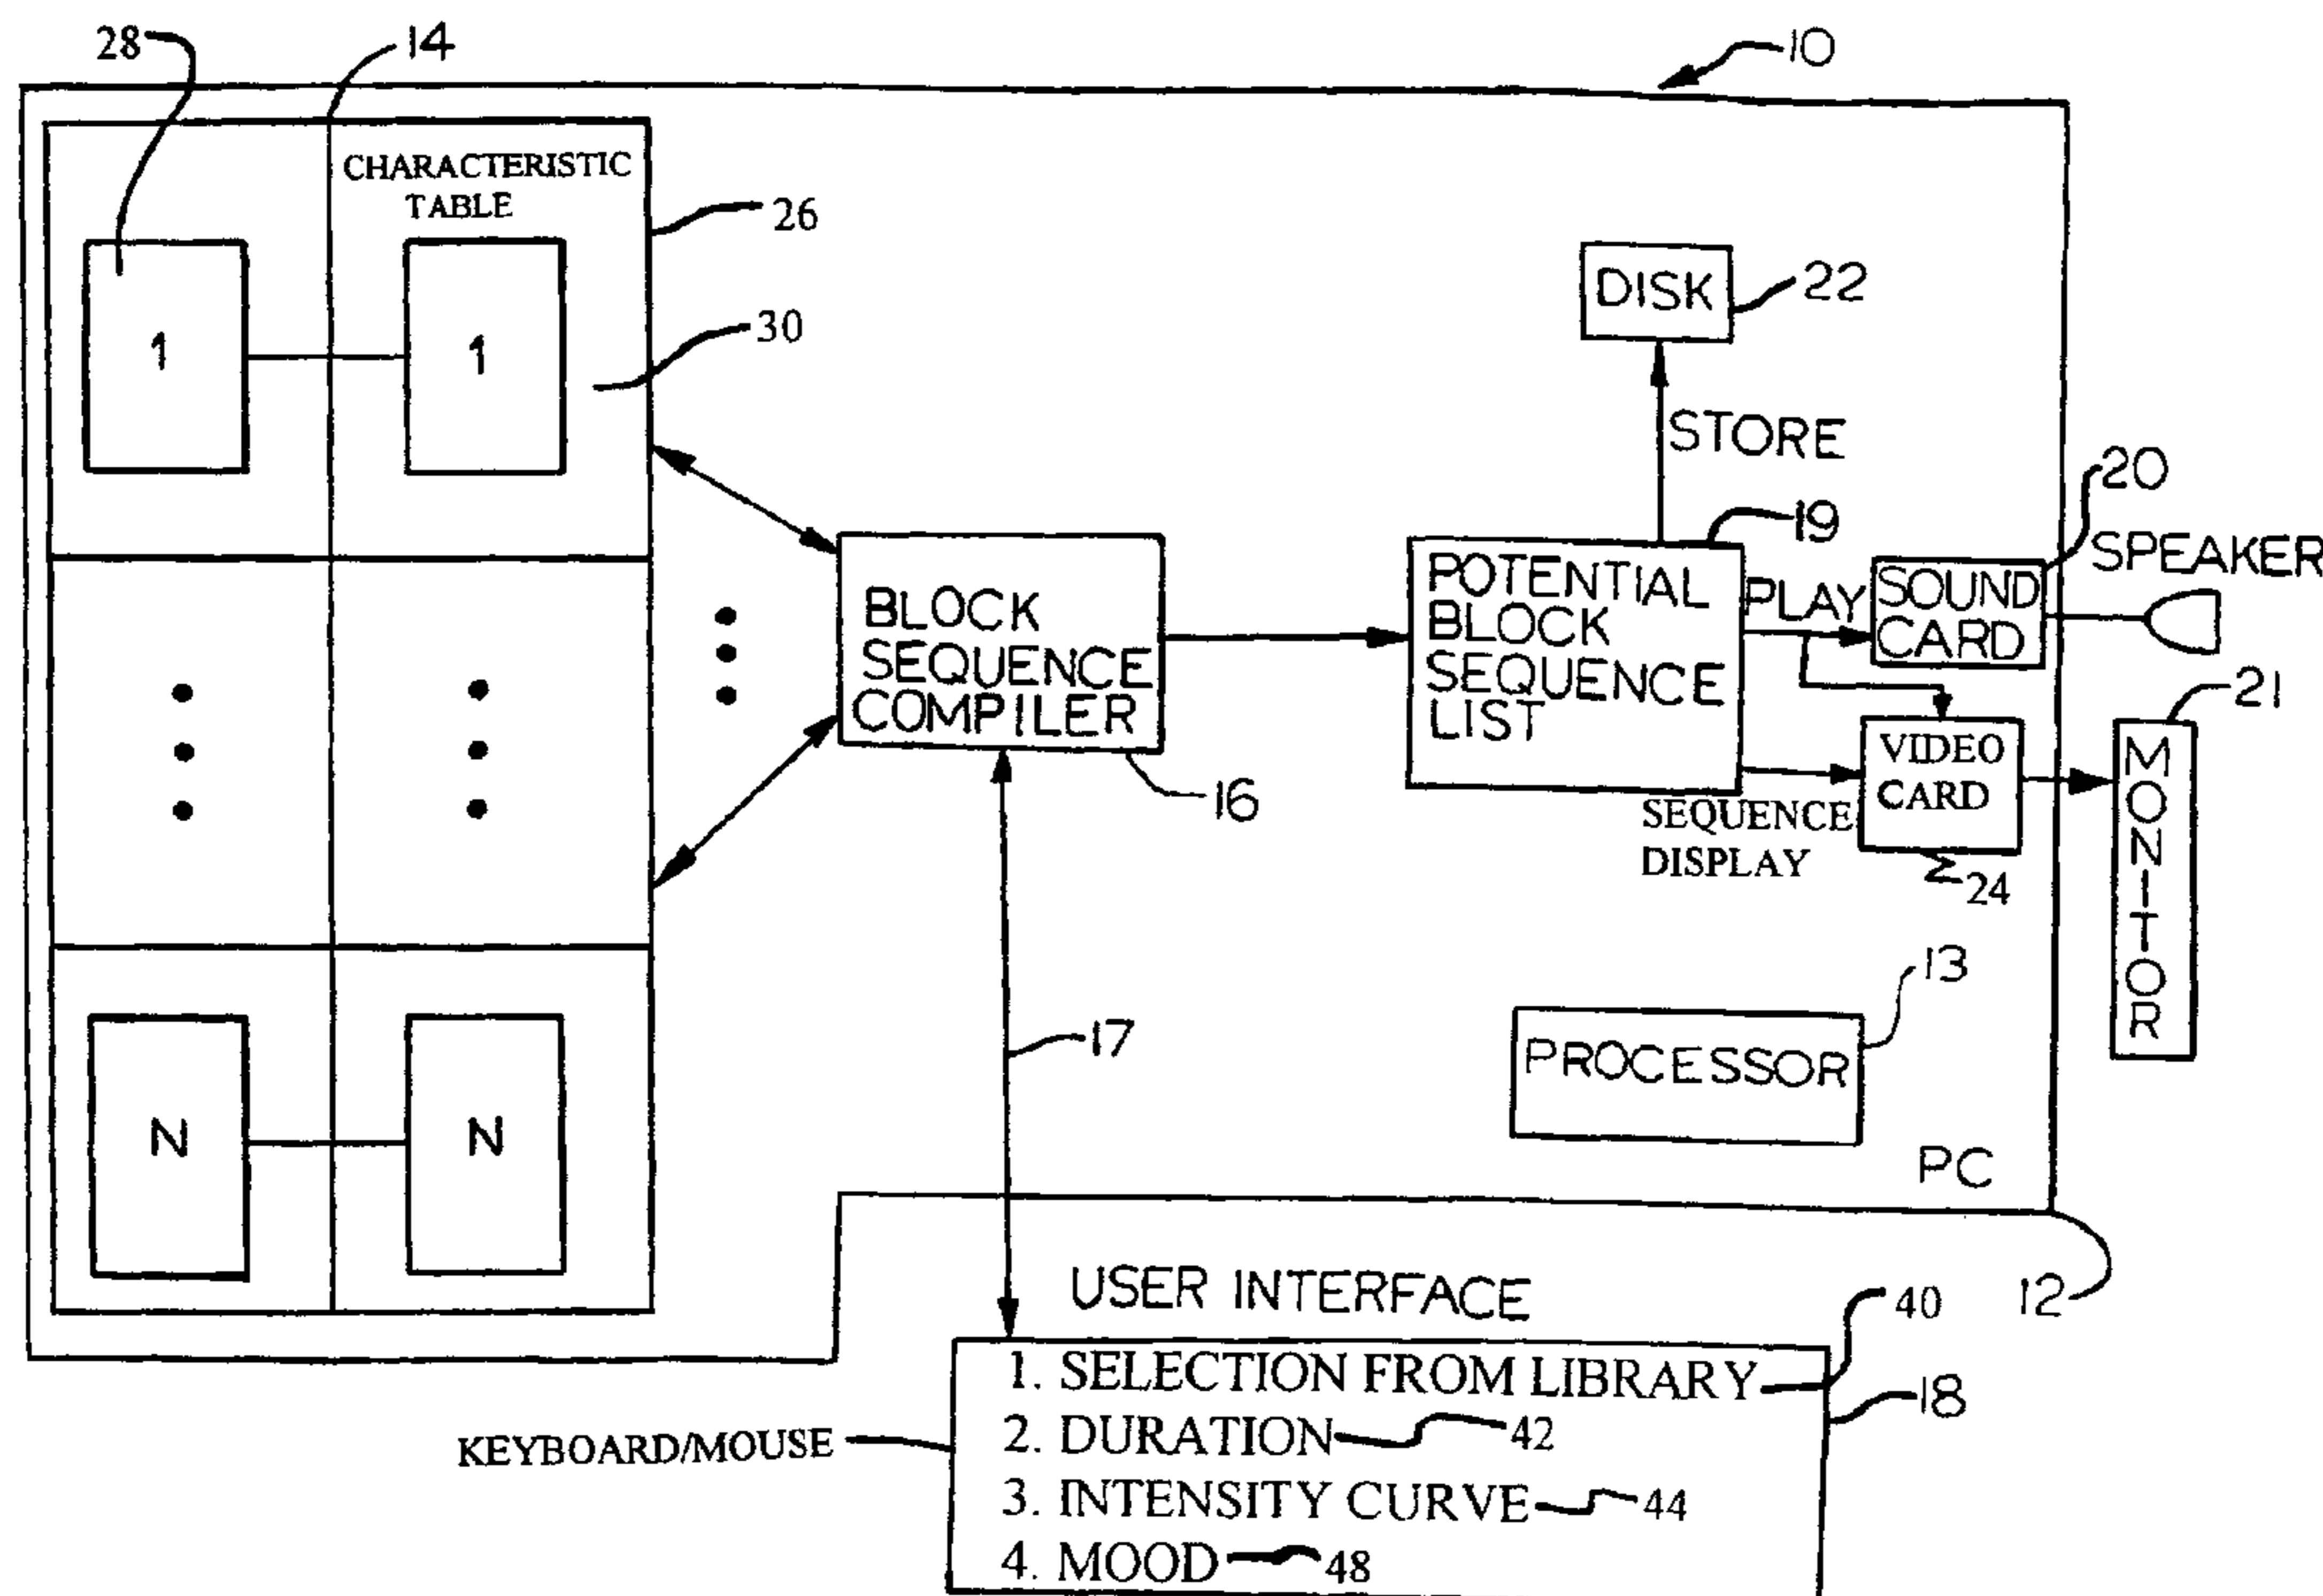 28
14
10
CHARACTERISTIC
TABLE
26
1
1
30
DISK
22
STORE
20
SPEAKER
19
POTENTIAL
BLOCK
SEQUENCE
LIST
PLAY
SOUND
CARD
BLOCK
SEQUENCE
COMPILER
16
21
MONITOR
VIDEO
CARD
SEQUENCE
DISPLAY
24
13
PROCESSOR
17
N
N
PC
12
USER INTERFACE
40
1. SELECTION FROM LIBRARY
18
2. DURATION 42
KEYBOARD/MOUSE
3. INTENSITY CURVE 44
4. MOOD 48